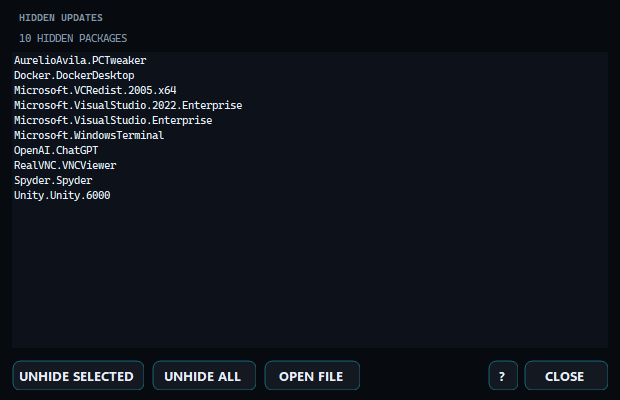 HIDDEN UPDATES
10 HIDDEN PACKAGES
AurelioAvila.PCTweaker
Docker.DockerDesktop
Microsoft.VCRedist.2005.x64
Microsoft.VisualStudio.2022.Enterprise
Microsoft.VisualStudio.Enterprise
Microsoft.WindowsTerminal
OpenAI.ChatGPT
RealVNC.VNCViewer
Spyder.Spyder
Unity.Unity.6000
UNHIDE SELECTED UNHIDE ALL OPEN FILE ? CLOSE